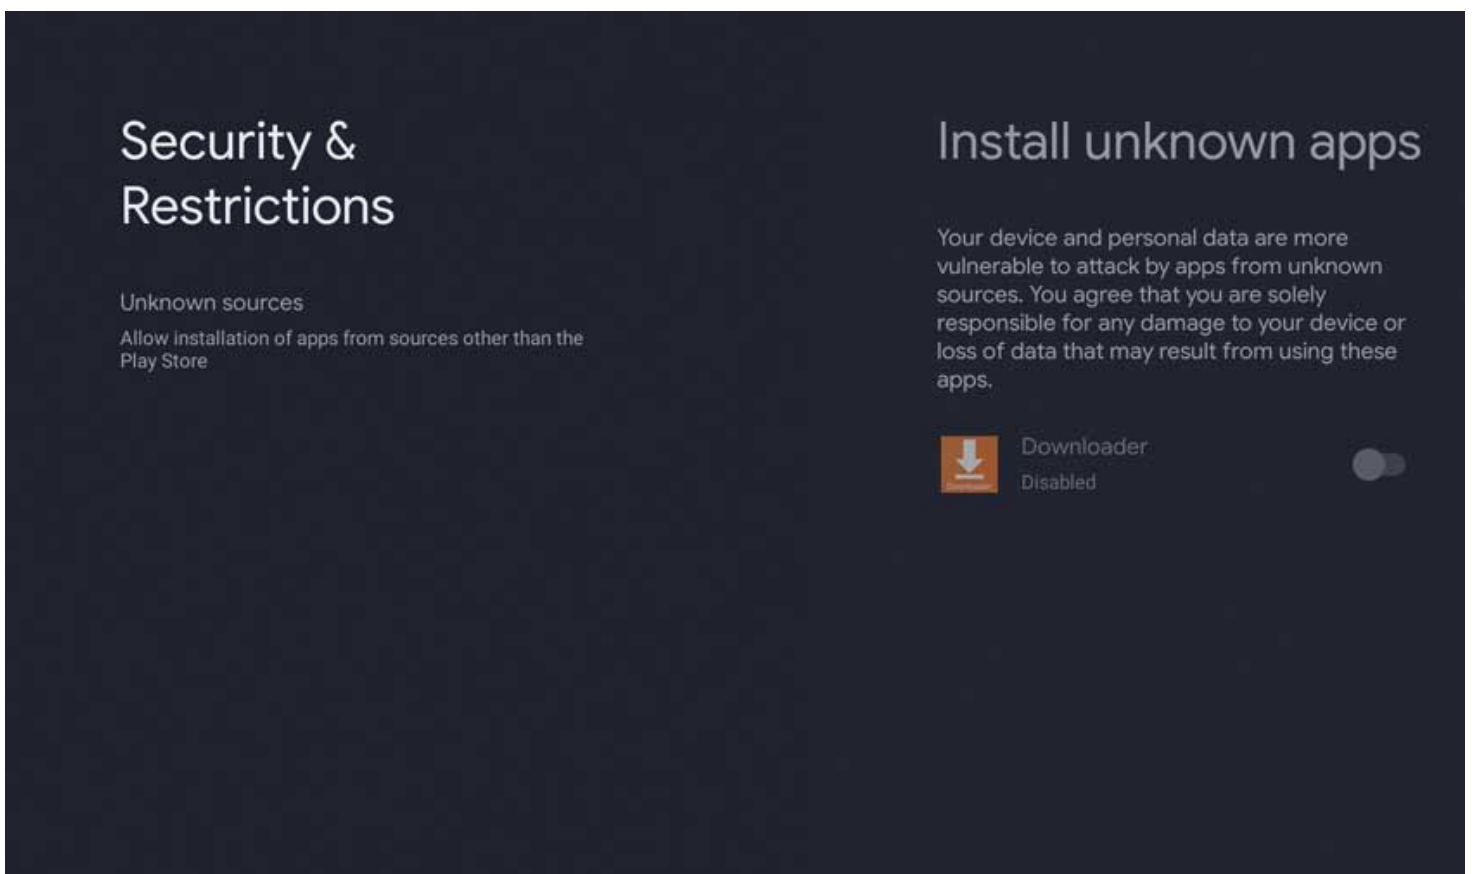 Security &
Restrictions
Unknown sources
Allow installation of apps from sources other than the
Play Store
Install unknown apps
Your device and personal data are more
vulnerable to attack by apps from unknown
sources. You agree that you are solely
responsible for any damage to your device or
loss of data that may result from using these
apps.
Downloader
Disabled